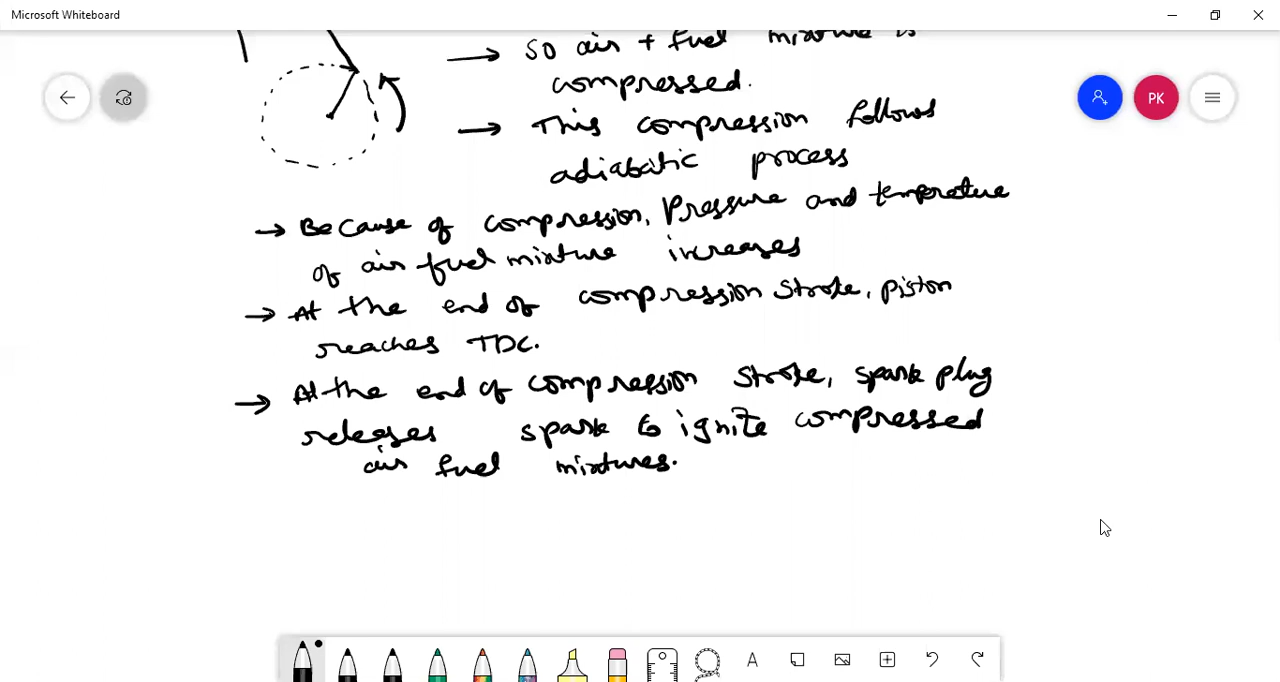 Microsoft Whiteboard
→ so air + fuel mixture is
compressed.
PK
→ This compression follows
adiabatic process
→ Because of compression, Pressure and temperature
of air fuel mixture increases
→ At the end of compression stroke, piston
reaches TDC.
→ At the end of compression stroke, spark plug
releases spark to ignite compressed
air fuel mixtures.
A